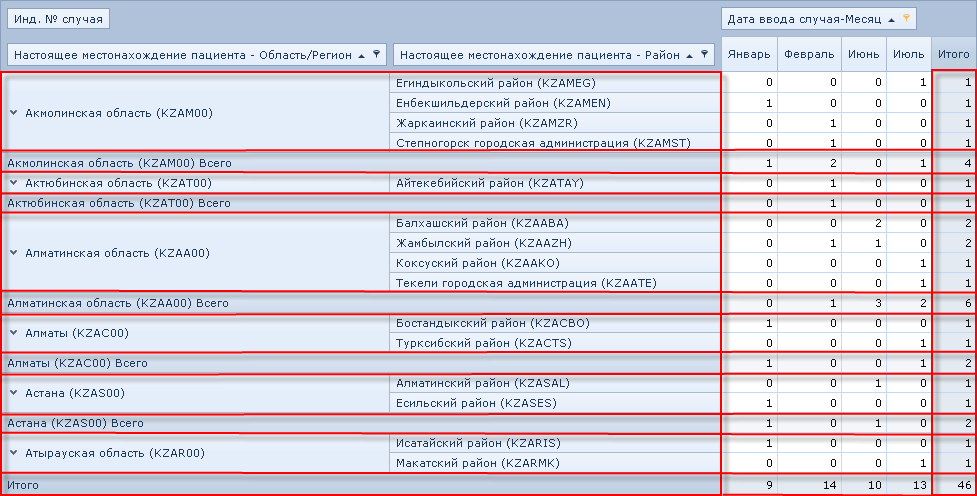 Инд. № случая
Дата ввода случая-Месяц
Настоящее местонахождение пациента - Область/Регион Настоящее местонахождение пациента - Район Январь Февраль Июнь Июль Итого
Акмолинская область (KZAM00)
Егиндыкольский район (KZAMEG) 0 0 0 1 1
Енбекшильдерский район (KZAMEN) 1 0 0 0 1
Жаркаинский район (KZAMZR) 0 1 0 0 1
Степногорск городская администрация (KZAMST) 0 1 0 0 1
Акмолинская область (KZAM00) Всего 1 2 0 1 4
Актюбинская область (KZAT00) Айтекебийский район (KZATAY) 0 1 0 0 1
Актюбинская область (KZAT00) Всего 0 1 0 0 1
Алматинская область (KZAA00)
Балхашский район (KZAABA) 0 0 2 0 2
Жамбылский район (KZAAZH) 0 1 1 0 2
Коксуский район (KZAAKO) 0 0 0 1 1
Текели городская администрация (KZAATE) 0 0 0 1 1
Алматинская область (KZAA00) Всего 0 1 3 2 6
Алматы (KZAC00)
Бостандыкский район (KZACBO) 1 0 0 0 1
Турксибский район (KZACTS) 0 0 0 1 1
Алматы (KZAC00) Всего 1 0 0 1 2
Астана (KZAS00)
Алматинский район (KZASAL) 0 0 1 0 1
Есильский район (KZASES) 1 0 0 0 1
Астана (KZAS00) Всего 1 0 1 0 2
Атырауская область (KZAR00)
Исатайский район (KZARIS) 1 0 0 0 1
Макатский район (KZARMK) 0 0 0 1 1
Итого 9 14 10 13 46